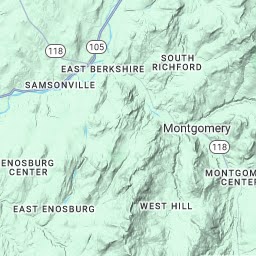 105
118
SOUTH
RICHFORD
EAST BERKSHIRE
SAMSONVILLE
Montgomery
118
ENOSBURG
CENTER
MONTGOM
CENTER
EAST ENOSBURG
WEST HILL